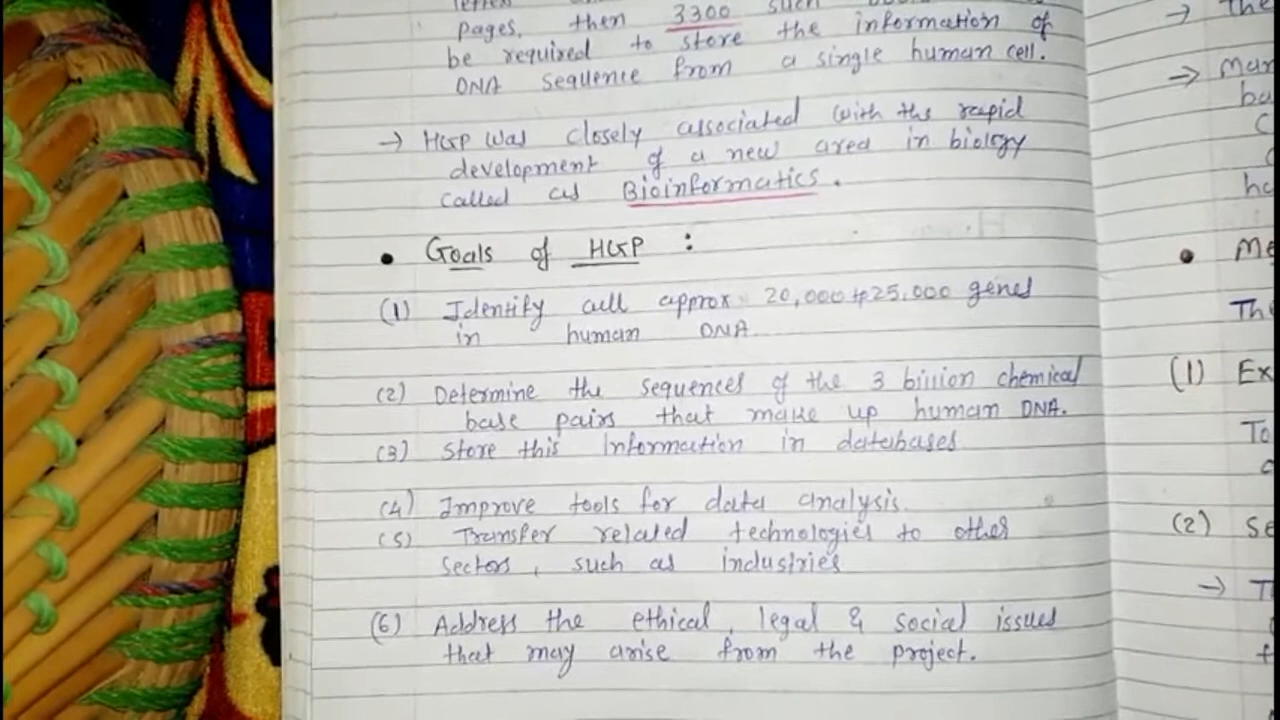 pages, then 3300 such
be required to store the information of
DNA sequence from a single human cell.
→ HGP was closely associated with the rapid
development of a new area in biology
called as Bioinformatics.
• Goals of HGP :
(1) Identify all approx 20,000 to 25,000 genes
in human DNA
(2) Determine the sequences of the 3 billion chemical
base pairs that make up human DNA.
(3) Store this Information in databases
(4) Improve tools for data analysis.
(5) Transfer related technologies to other
sectors, such as industries
(6) Address the ethical, legal & social issues
that may arise from the project.
→ The
→
•
Th
(1) Ex
To
(2) Se
→ T